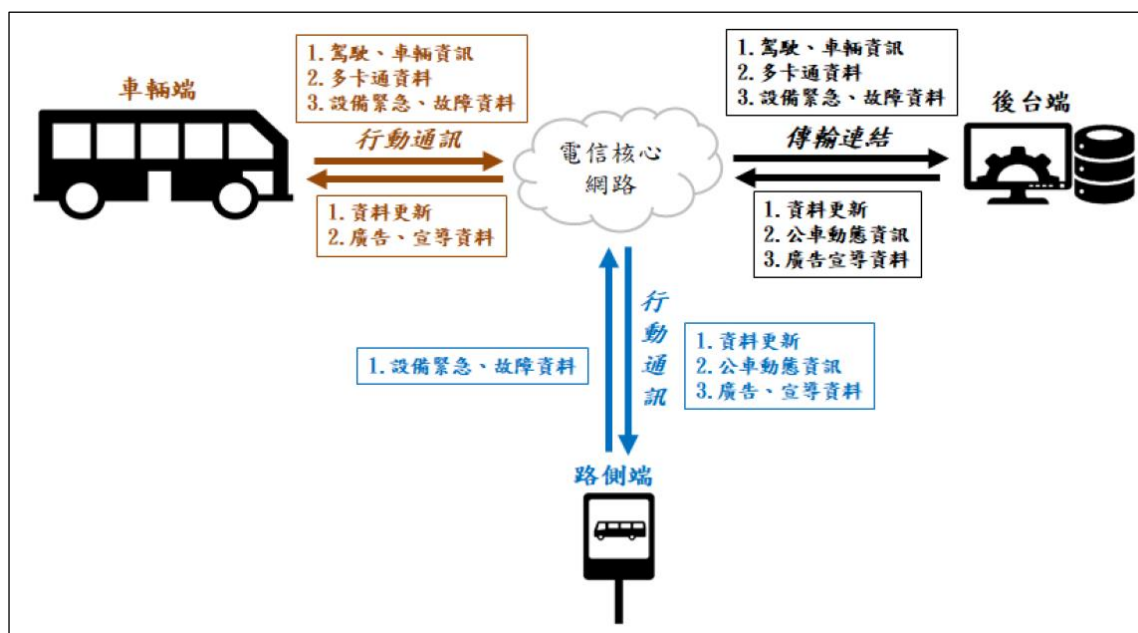 車輛端
1. 駕駛、車輛資訊
2. 多卡通資料
3. 設備緊急、故障資料
行動通訊
1. 資料更新
2. 廣告、宣導資料
電信核心
網路
1. 駕駛、車輛資訊
2. 多卡通資料
3. 設備緊急、故障資料
傳輸連結
1. 資料更新
2. 公車動態資訊
3. 廣告宣導資料
後台端
1. 設備緊急、故障資料
行動通訊
1. 資料更新
2. 公車動態資訊
3. 廣告、宣導資料
路側端